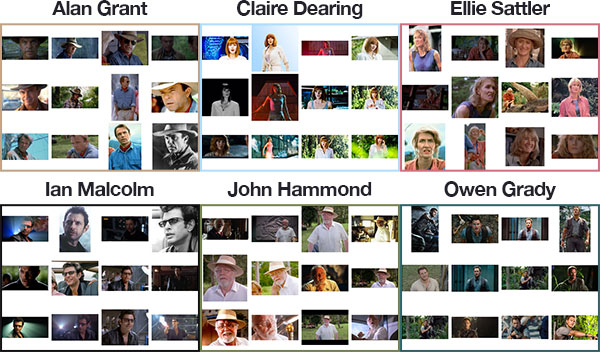 Alan Grant
Claire Dearing
Ellie Sattler
Ian Malcolm
John Hammond
Owen Grady